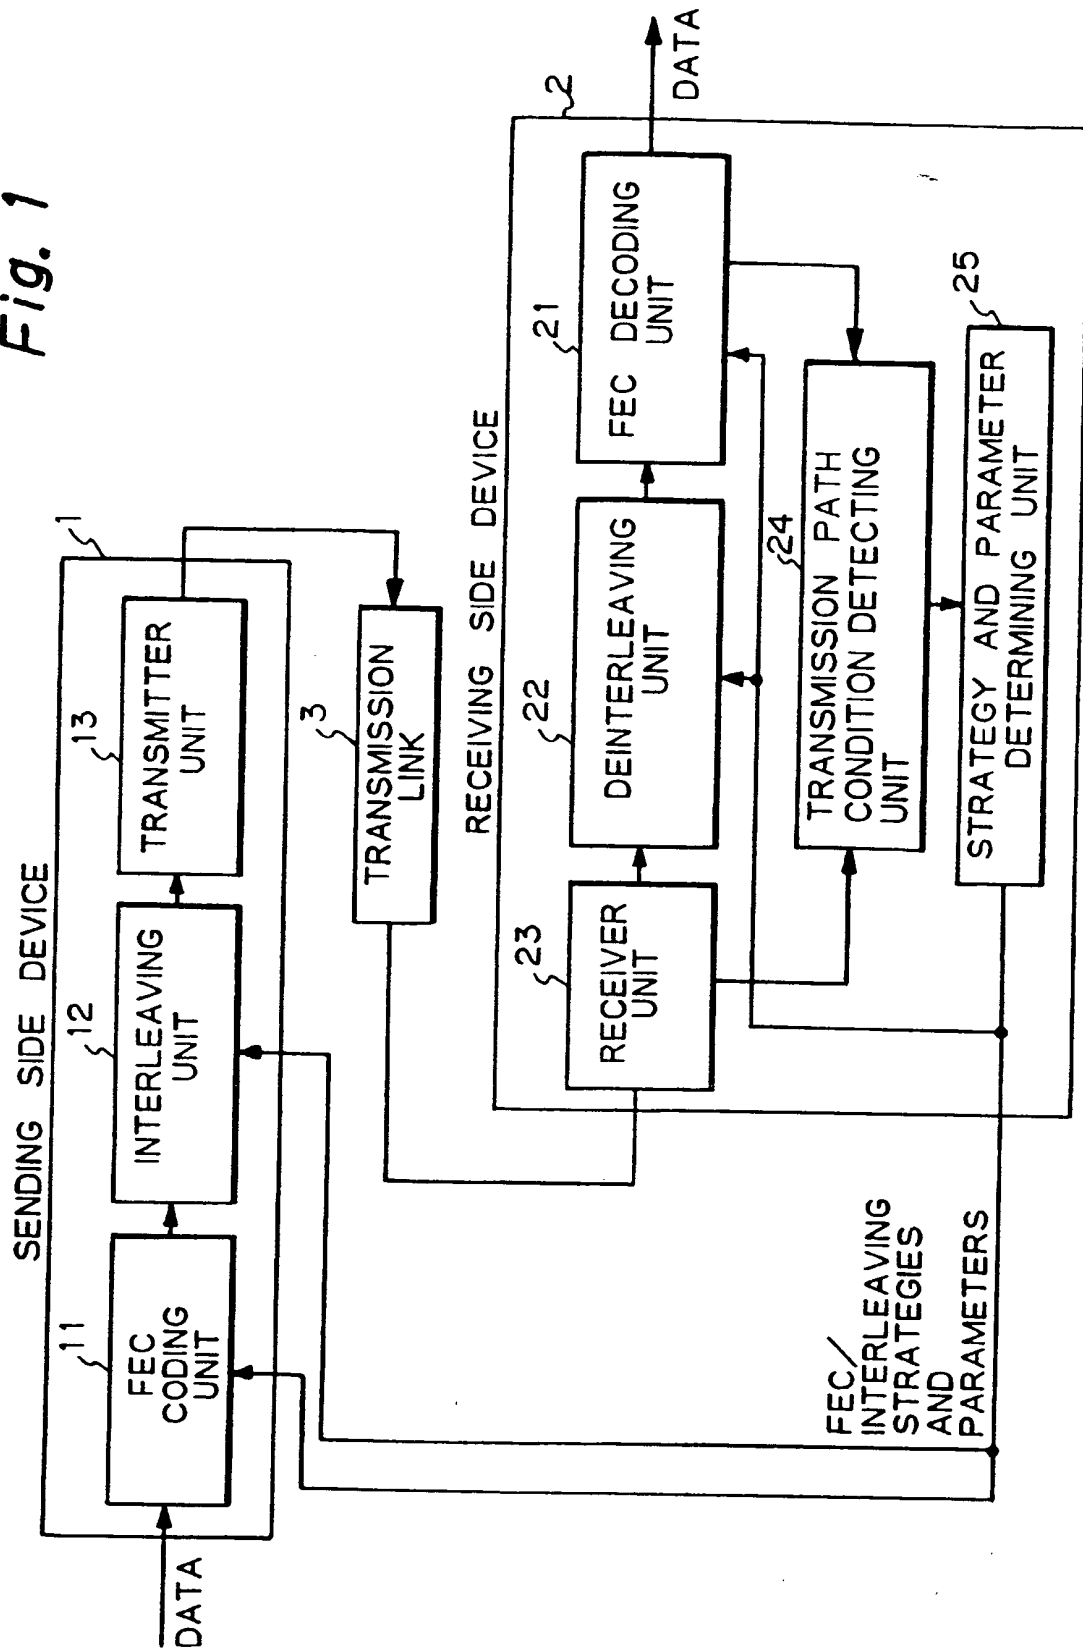 Fig. 1
SENDING SIDE DEVICE
1
11
FEC
CODING
UNIT
12
INTERLEAVING
UNIT
13
TRANSMITTER
UNIT
DATA
3
TRANSMISSION
LINK
RECEIVING SIDE DEVICE
2
23
RECEIVER
UNIT
22
DEINTERLEAVING
UNIT
21
FEC DECODING
UNIT
DATA
24
TRANSMISSION PATH
CONDITION DETECTING
UNIT
25
STRATEGY AND PARAMETER
DETERMINING UNIT
FEC/
INTERLEAVING
STRATEGIES
AND
PARAMETERS